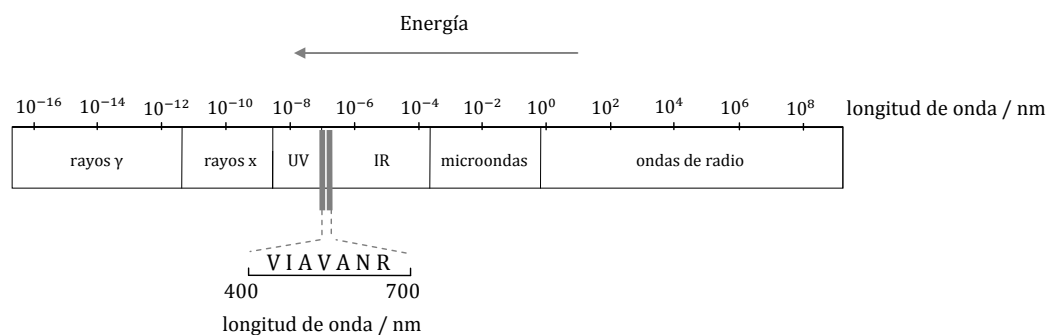 Energía
10⁻¹⁶ 10⁻¹⁴ 10⁻¹² 10⁻¹⁰ 10⁻⁸ 10⁻⁶ 10⁻⁴ 10⁻² 10⁰ 10² 10⁴ 10⁶ 10⁸ longitud de onda / nm
rayos γ rayos x UV IR microondas ondas de radio
V I A V A N R
400 700
longitud de onda / nm